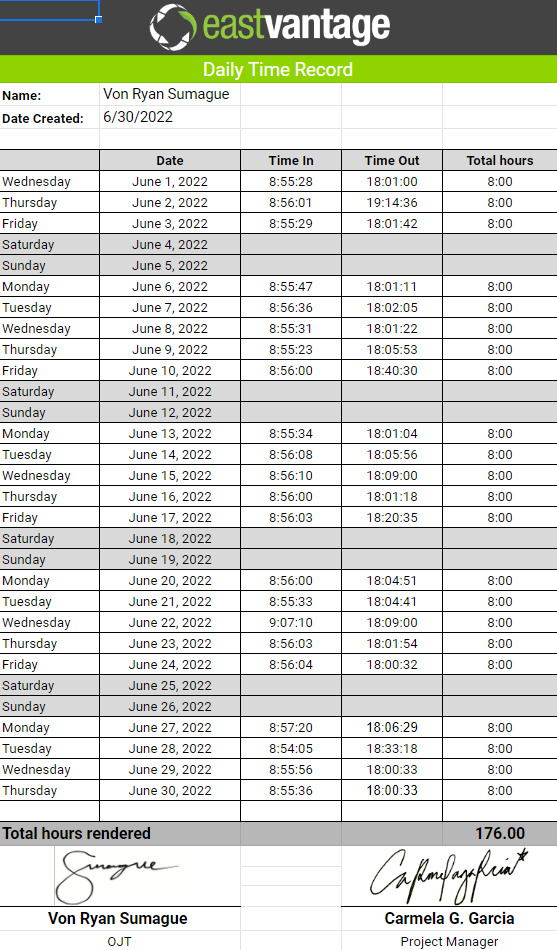 eastvantage
Daily Time Record
Name: Von Ryan Sumague
Date Created: 6/30/2022
Date Time In Time Out Total hours
Wednesday June 1, 2022 8:55:28 18:01:00 8:00
Thursday June 2, 2022 8:56:01 19:14:36 8:00
Friday June 3, 2022 8:55:29 18:01:42 8:00
Saturday June 4, 2022
Sunday June 5, 2022
Monday June 6, 2022 8:55:47 18:01:11 8:00
Tuesday June 7, 2022 8:56:36 18:02:05 8:00
Wednesday June 8, 2022 8:55:31 18:01:22 8:00
Thursday June 9, 2022 8:55:23 18:05:53 8:00
Friday June 10, 2022 8:56:00 18:40:30 8:00
Saturday June 11, 2022
Sunday June 12, 2022
Monday June 13, 2022 8:55:34 18:01:04 8:00
Tuesday June 14, 2022 8:56:08 18:05:56 8:00
Wednesday June 15, 2022 8:56:10 18:09:00 8:00
Thursday June 16, 2022 8:56:00 18:01:18 8:00
Friday June 17, 2022 8:56:03 18:20:35 8:00
Saturday June 18, 2022
Sunday June 19, 2022
Monday June 20, 2022 8:56:00 18:04:51 8:00
Tuesday June 21, 2022 8:55:33 18:04:41 8:00
Wednesday June 22, 2022 9:07:10 18:09:00 8:00
Thursday June 23, 2022 8:56:03 18:01:54 8:00
Friday June 24, 2022 8:56:04 18:00:32 8:00
Saturday June 25, 2022
Sunday June 26, 2022
Monday June 27, 2022 8:57:20 18:06:29 8:00
Tuesday June 28, 2022 8:54:05 18:33:18 8:00
Wednesday June 29, 2022 8:55:56 18:00:33 8:00
Thursday June 30, 2022 8:55:36 18:00:33 8:00
Total hours rendered 176.00
Sumague
Von Ryan Sumague Carmela G. Garcia
OJT Project Manager